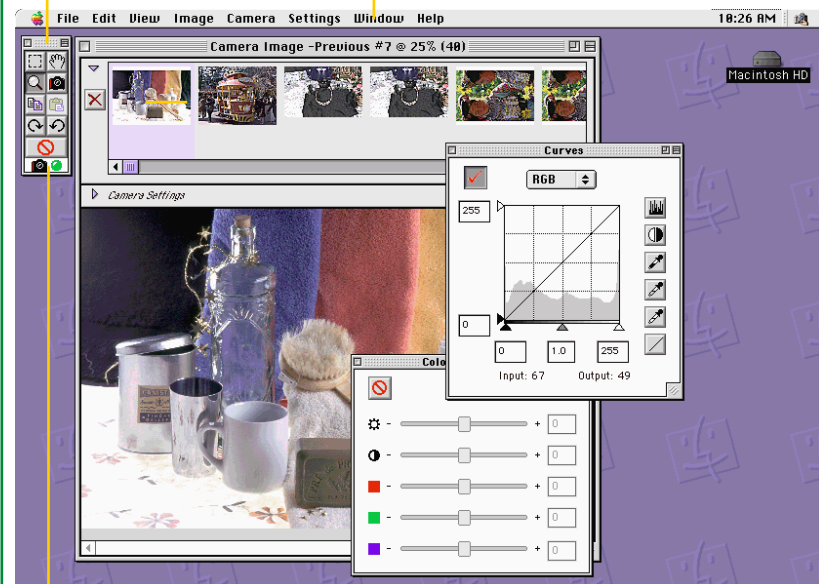 File Edit View Image Camera Settings Window Help 10:26 AM
Camera Image -Previous #7 @ 25% (40)
Macintosh HD
Camera Settings
Curves
RGB
255
0
0 1.0 255
Input: 67 Output: 49
Colo
- + 0
- + 0
- + 0
- + 0
- + 0